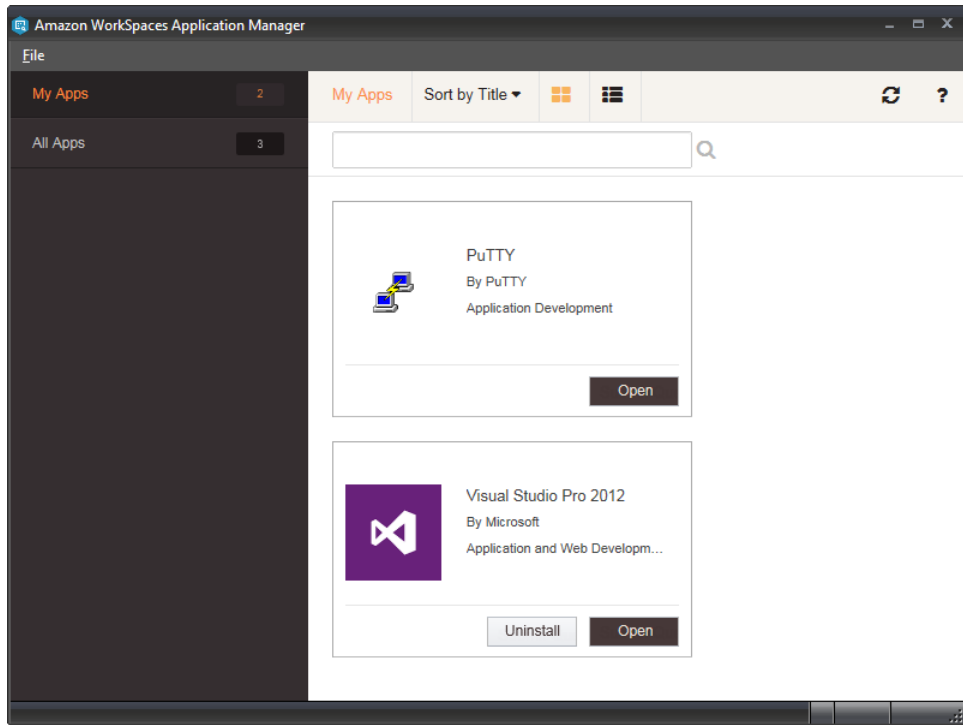 Amazon WorkSpaces Application Manager
File
My Apps 2
All Apps 3
My Apps Sort by Title ?
PuTTY
By PuTTY
Application Development
Open
Visual Studio Pro 2012
By Microsoft
Application and Web Developm...
Uninstall Open